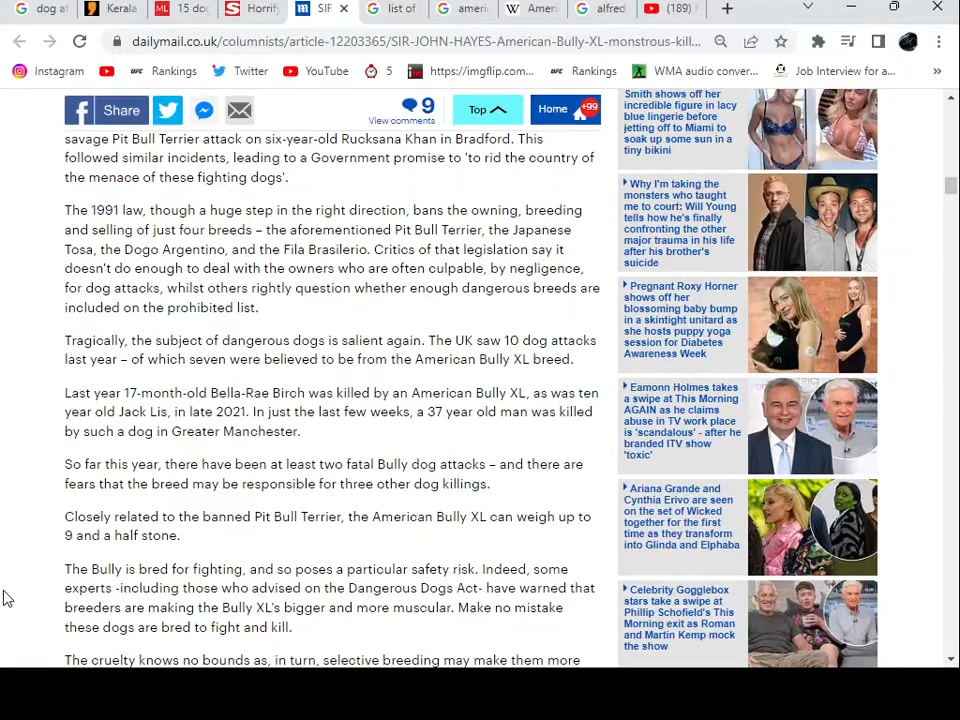 dog at
Kerala
15 dog
Horrify
SIR
list of
americ
Ameri
alfred
(189)
dailymail.co.uk/columnists/article-12203365/SIR-JOHN-HAYES-American-Bully-XL-monstrous-kill...
Instagram
Rankings
Twitter
YouTube
5
https://imgflip.com...
Rankings
WMA audio conver...
Job Interview for a...
Share
9
View comments
Top
Home
+99
savage Pit Bull Terrier attack on six-year-old Rucksana Khan in Bradford. This
followed similar incidents, leading to a Government promise to 'to rid the country of
the menace of these fighting dogs'.
The 1991 law, though a huge step in the right direction, bans the owning, breeding
and selling of just four breeds – the aforementioned Pit Bull Terrier, the Japanese
Tosa, the Dogo Argentino, and the Fila Brasilerio. Critics of that legislation say it
doesn't do enough to deal with the owners who are often culpable, by negligence,
for dog attacks, whilst others rightly question whether enough dangerous breeds are
included on the prohibited list.
Tragically, the subject of dangerous dogs is salient again. The UK saw 10 dog attacks
last year – of which seven were believed to be from the American Bully XL breed.
Last year 17-month-old Bella-Rae Birch was killed by an American Bully XL, as was ten
year old Jack Lis, in late 2021. In just the last few weeks, a 37 year old man was killed
by such a dog in Greater Manchester.
So far this year, there have been at least two fatal Bully dog attacks – and there are
fears that the breed may be responsible for three other dog killings.
Closely related to the banned Pit Bull Terrier, the American Bully XL can weigh up to
9 and a half stone.
The Bully is bred for fighting, and so poses a particular safety risk. Indeed, some
experts -including those who advised on the Dangerous Dogs Act- have warned that
breeders are making the Bully XL's bigger and more muscular. Make no mistake
these dogs are bred to fight and kill.
The cruelty knows no bounds as, in turn, selective breeding may make them more
Smith shows off her
incredible figure in lacy
blue lingerie before
jetting off to Miami to
soak up some sun in a
tiny bikini
Why I'm taking the
monsters who taught
me to court: Will Young
tells how he's finally
confronting the other
major trauma in his life
after his brother's
suicide
Pregnant Roxy Horner
shows off her
blossoming baby bump
in a skintight unitard as
she hosts puppy yoga
session for Diabetes
Awareness Week
Eamonn Holmes takes
a swipe at This Morning
AGAIN as he claims
abuse in TV work place
is 'scandalous' - after he
branded ITV show
'toxic'
Ariana Grande and
Cynthia Erivo are seen
on the set of Wicked
together for the first
time as they transform
into Glinda and Elphaba
Celebrity Gogglebox
stars take a swipe at
Phillip Schofield's This
Morning exit as Roman
and Martin Kemp mock
the show